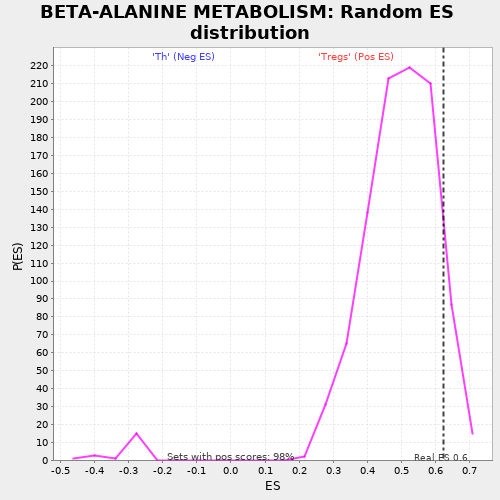 BETA-ALANINE METABOLISM: Random ES
distribution
'Th' (Neg ES) 'Tregs' (Pos ES)
220
210
200
190
180
170
160
150
140
130
120
110
100
90
80
70
60
50
40
30
20
10
0
P(ES)
Sets with pos scores: 98%
Real ES 0.6
-0.5 -0.4 -0.3 -0.2 -0.1 0.0 0.1 0.2 0.3 0.4 0.5 0.6 0.7
ES